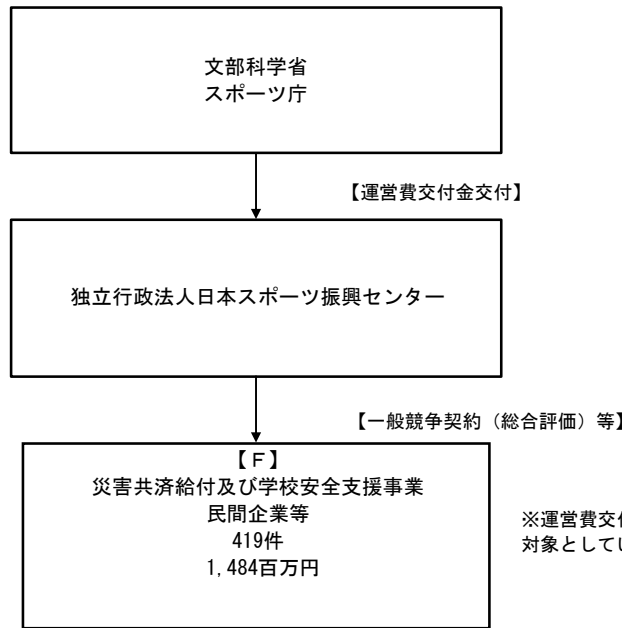 文部科学省
スポーツ庁
【運営費交付金交付】
独立行政法人日本スポーツ振興センター
【一般競争契約（総合評価）等】
【Ｆ】
災害共済給付及び学校安全支援事業
民間企業等
419件
1,484百万円
※運営費交付
対象としてい